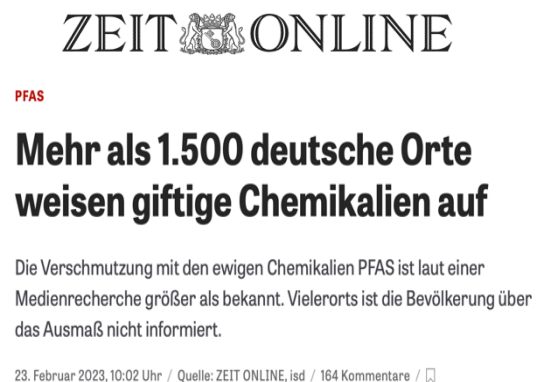 ZEIT ONLINE
PFAS
Mehr als 1.500 deutsche Orte
weisen giftige Chemikalien auf
Die Verschmutzung mit den ewigen Chemikalien PFAS ist laut einer
Medienrecherche größer als bekannt. Vielerorts ist die Bevölkerung über
das Ausmaß nicht informiert.
23. Februar 2023, 10:02 Uhr / Quelle: ZEIT ONLINE, isd / 164 Kommentare /